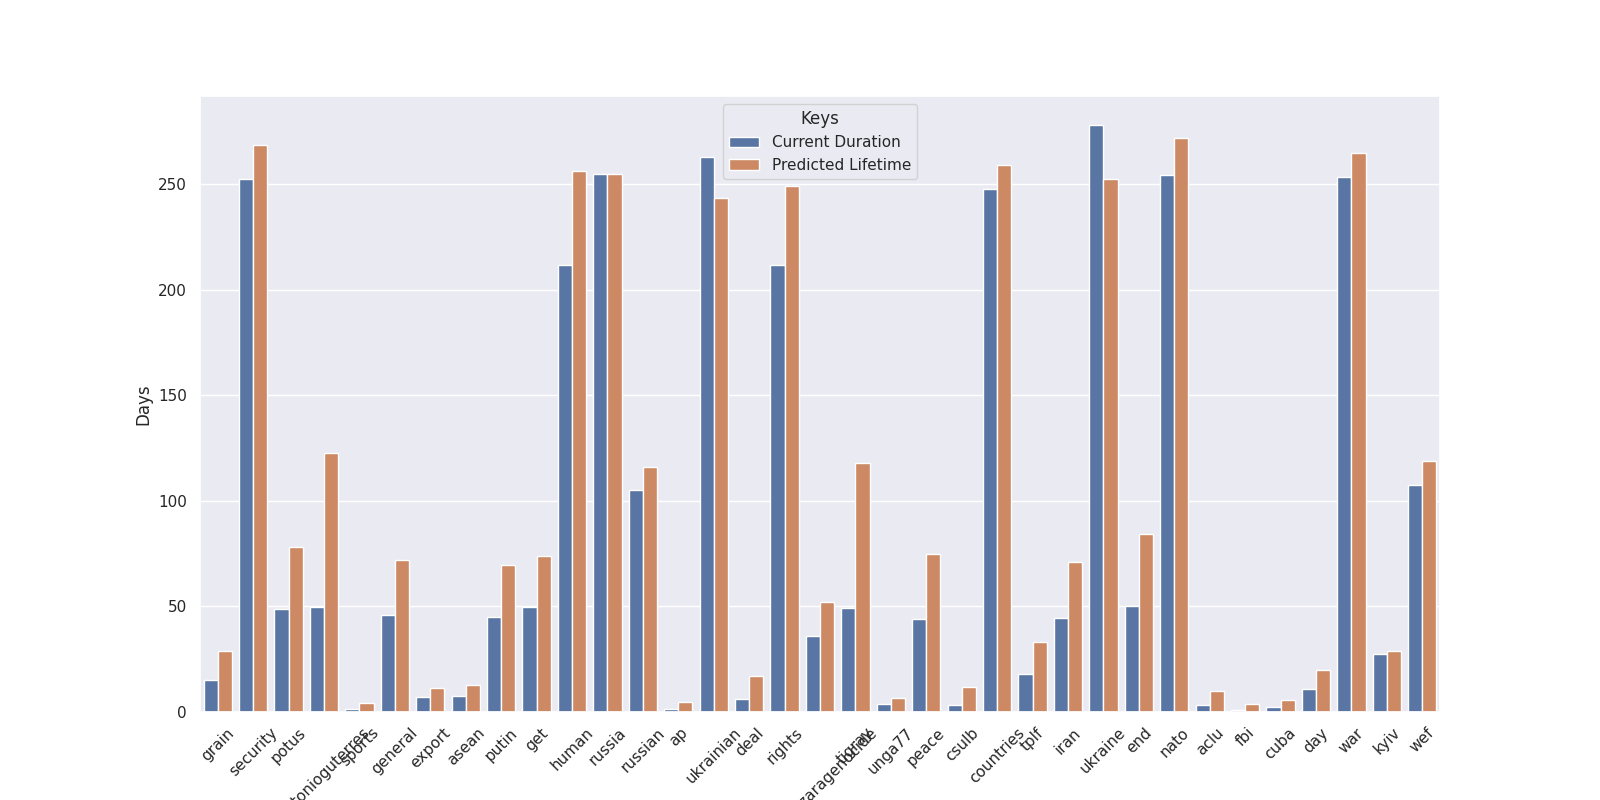 Keys
Current Duration
Predicted Lifetime
Days
250
200
150
100
50
0
grain
security
potus
sports
general
export
asean
putin
get
human
russia
russian
ap
ukrainian
deal
rights
tigray
unga77
peace
csulb
countries
tplf
iran
ukraine
end
nato
aclu
fbi
cuba
day
war
kyiv
wef